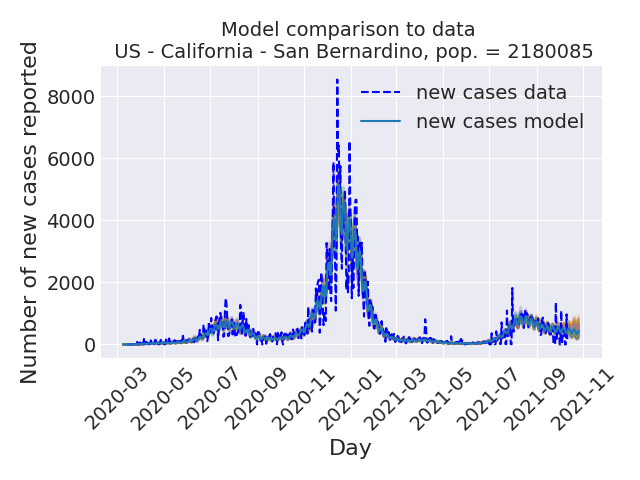 Model comparison to data
US - California - San Bernardino, pop. = 2180085
Number of new cases reported
8000
6000
4000
2000
0
new cases data
new cases model
2020-03
2020-05
2020-07
2020-09
2020-11
2021-01
2021-03
2021-05
2021-07
2021-09
2021-11
Day